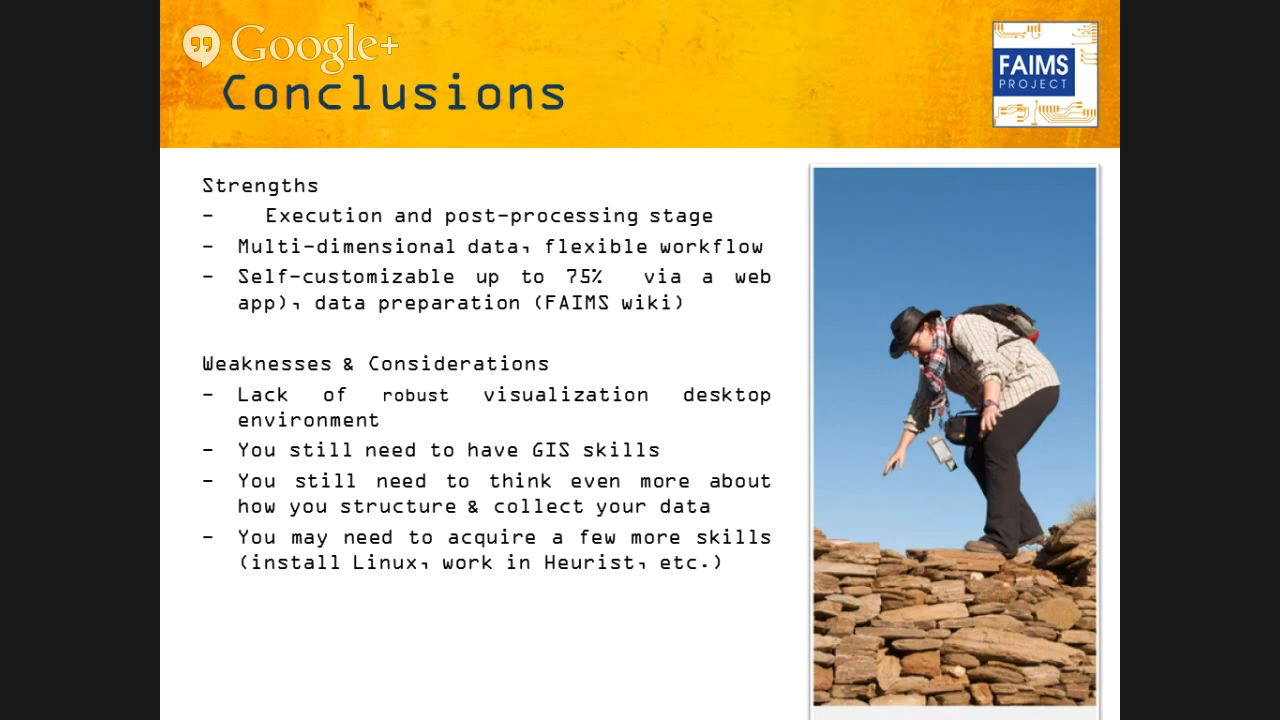 Google+
Conclusions
FAIMS
PROJECT
Strengths
- Execution and post-processing stage
- Multi-dimensional data, flexible workflow
- Self-customizable up to 75% via a web
app), data preparation (FAIMS wiki)
Weaknesses & Considerations
- Lack of robust visualization desktop
environment
- You still need to have GIS skills
- You still need to think even more about
how you structure & collect your data
- You may need to acquire a few more skills
(install Linux, work in Heurist, etc.)